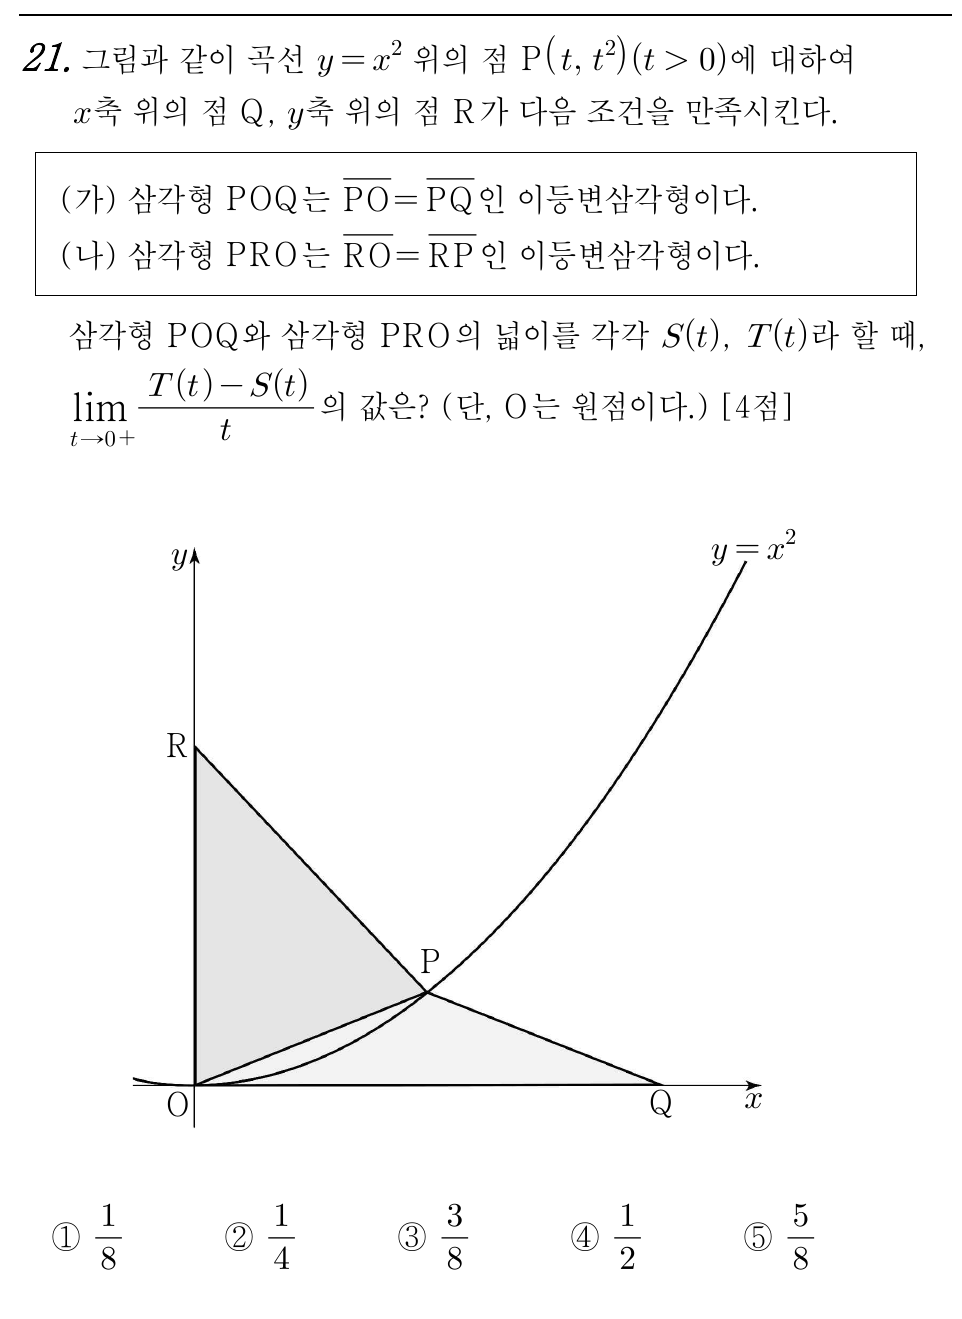 21. 그림과 같이 곡선 $y=x^2$ 위의 점 $\mathrm{P}(t, t^2)(t>0)$에 대하여
$x$축 위의 점 Q, $y$축 위의 점 R가 다음 조건을 만족시킨다.
(가) 삼각형 POQ는 $\overline{\mathrm{PO}}=\overline{\mathrm{PQ}}$인 이등변삼각형이다.
(나) 삼각형 PRO는 $\overline{\mathrm{RO}}=\overline{\mathrm{RP}}$인 이등변삼각형이다.
삼각형 POQ와 삼각형 PRO의 넓이를 각각 $S(t)$, $T(t)$라 할 때,
$\lim_{t \to 0+} \frac{T(t)-S(t)}{t}$의 값은? (단, O는 원점이다.) [4점]
$y=x^2$
y
R
P
O
Q
x
① $\frac{1}{8}$ ② $\frac{1}{4}$ ③ $\frac{3}{8}$ ④ $\frac{1}{2}$ ⑤ $\frac{5}{8}$